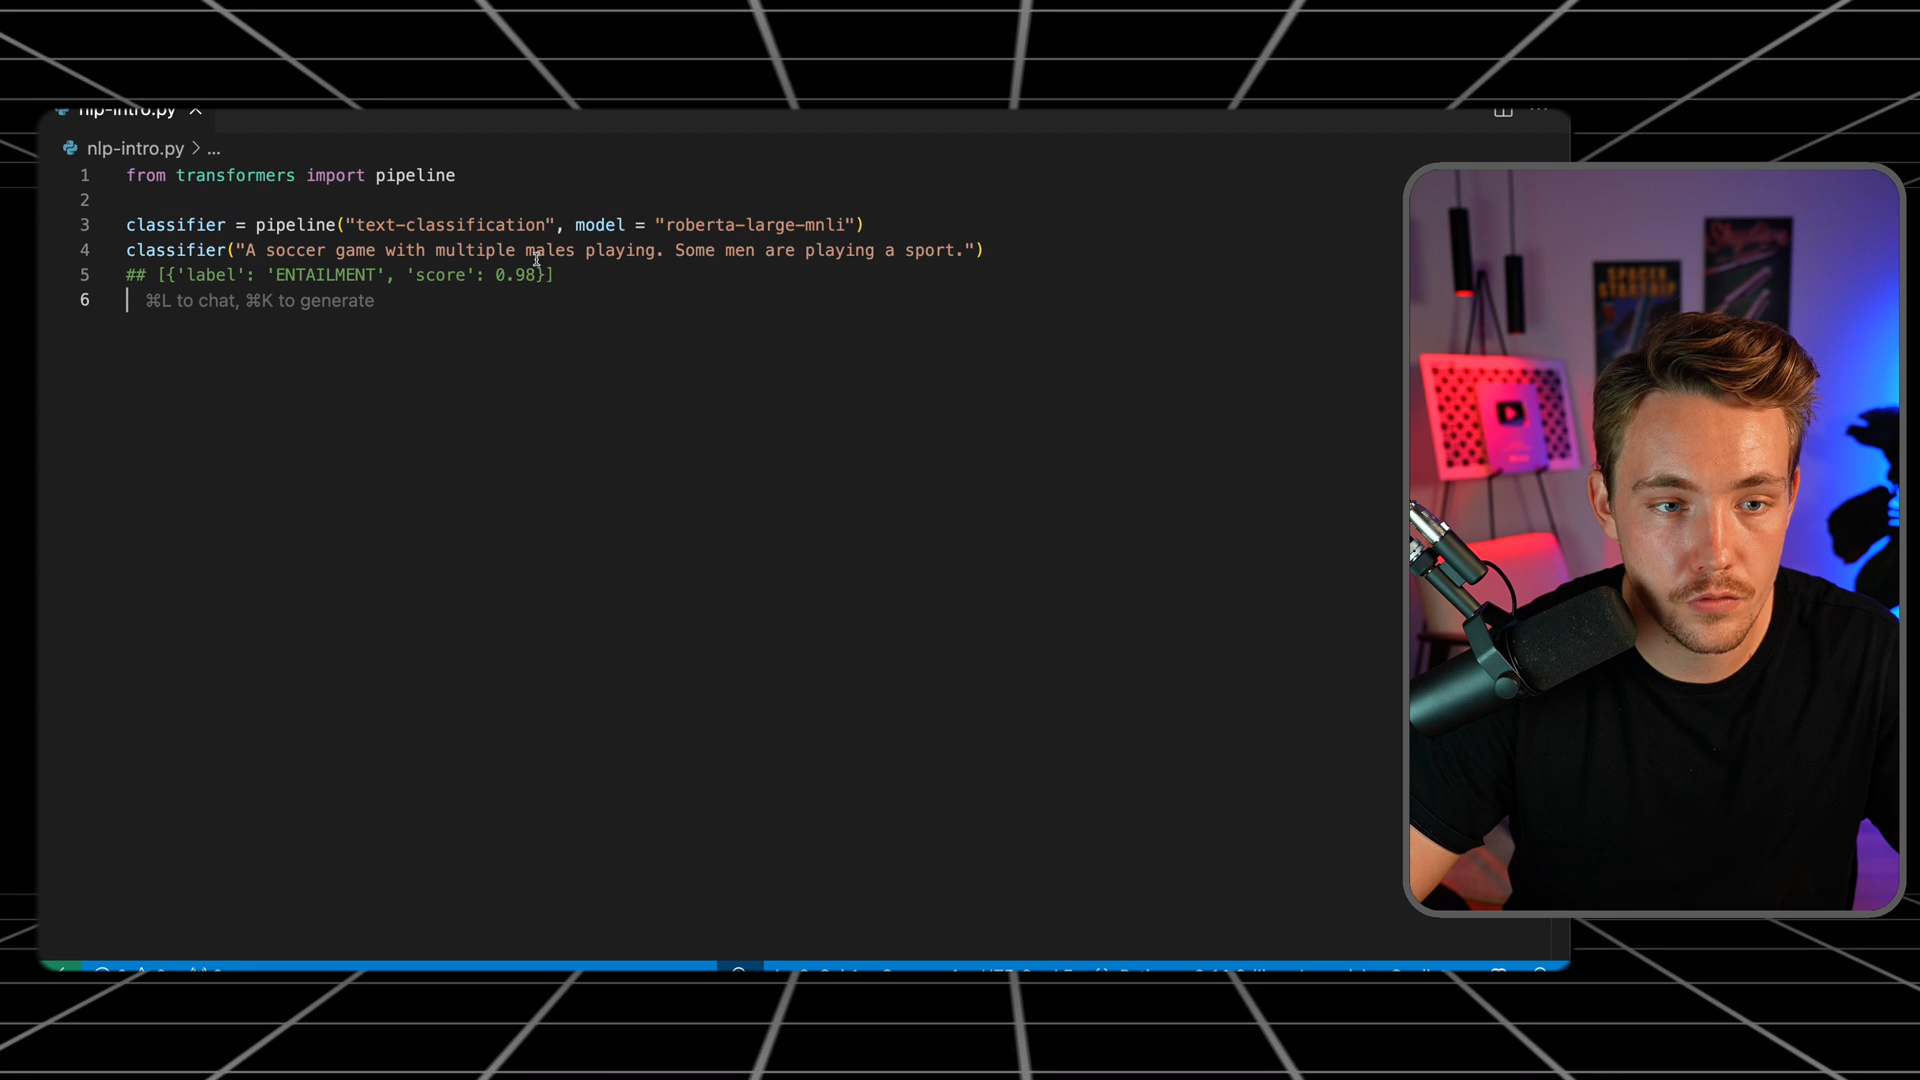 nlp-intro.py
nlp-intro.py > ...
1 from transformers import pipeline
2
3 classifier = pipeline("text-classification", model = "roberta-large-mnli")
4 classifier("A soccer game with multiple males playing. Some men are playing a sport.")
5 ## [{'label': 'ENTAILMENT', 'score': 0.98}]
6 ⌘L to chat, ⌘K to generate
SPACER
STARSHIP